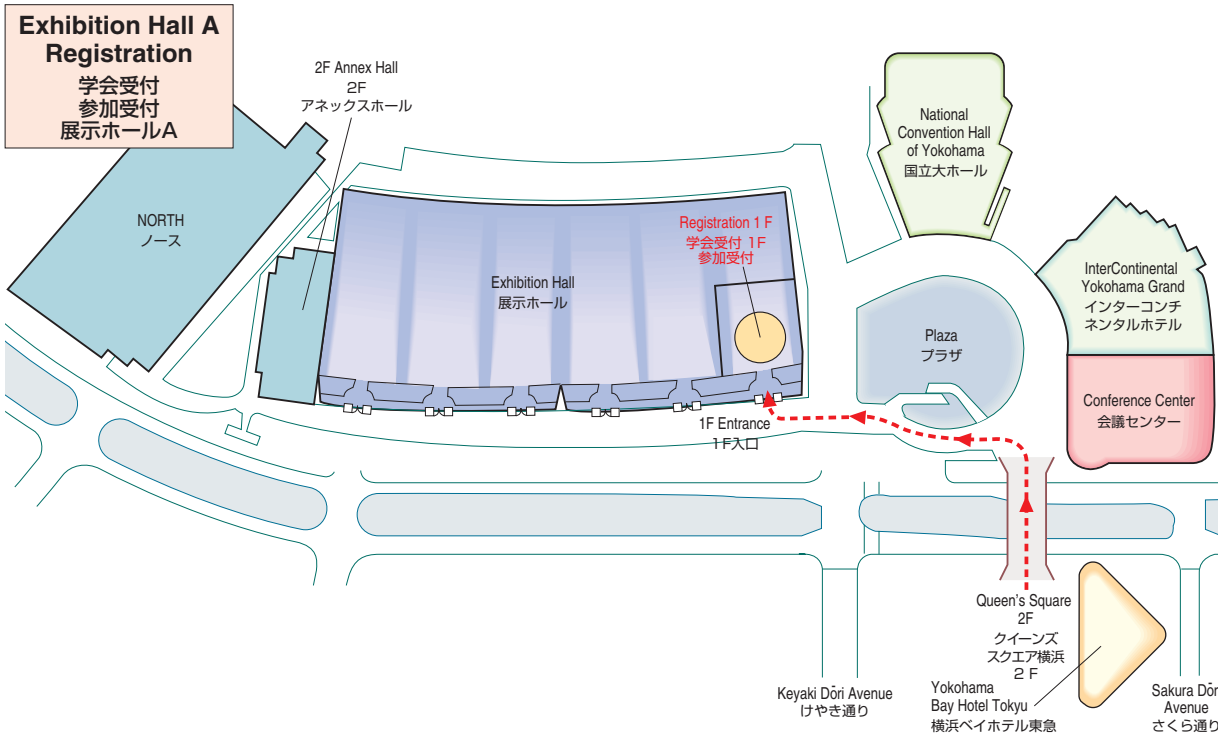 Exhibition Hall A
Registration
学会受付
参加受付
展示ホールA
2F Annex Hall
2F
アネックスホール
NORTH
ノース
Registration 1 F
学会受付 1F
参加受付
Exhibition Hall
展示ホール
National
Convention Hall
of Yokohama
国立大ホール
InterContinental
Yokohama Grand
インターコンチ
ネンタルホテル
Plaza
プラザ
Conference Center
会議センター
1F Entrance
1F入口
Queen's Square
2F
クイーンズ
スクエア横浜
2 F
Keyaki Dōri Avenue
けやき通り
Yokohama
Bay Hotel Tokyu
横浜ベイホテル東急
Sakura Dōri
Avenue
さくら通り